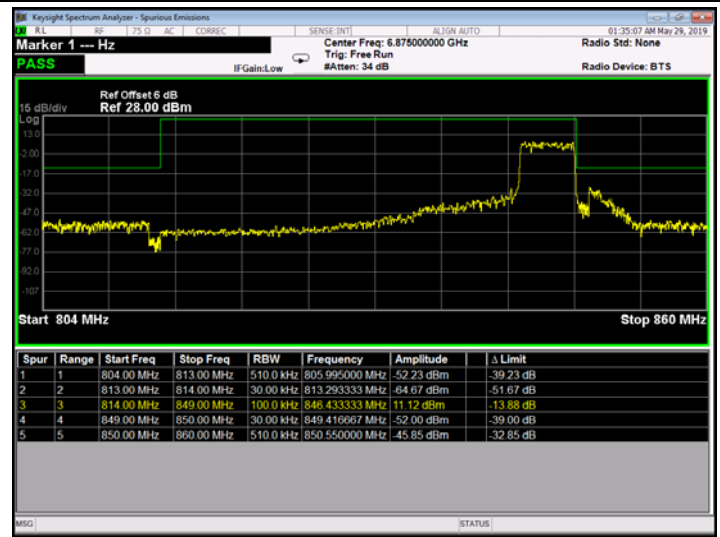 Keysight Spectrum Analyzer - Spurious Emissions
RL RF 75 Ω AC CORREC SENSE:INT ALIGN AUTO 01:35:07 AM May 29, 2019
Marker 1 --- Hz Center Freq: 6.875000000 GHz Radio Std: None
Trig: Free Run
PASS IFGain:Low #Atten: 34 dB Radio Device: BTS
Ref Offset 6 dB
15 dB/div Ref 28.00 dBm
Log
13.0
-2.00
-17.0
-32.0
-47.0
-62.0
-77.0
-92.0
-107
Start 804 MHz Stop 860 MHz
Spur Range Start Freq Stop Freq RBW Frequency Amplitude Δ Limit
1 1 804.00 MHz 813.00 MHz 510.0 kHz 805.995000 MHz -52.23 dBm -39.23 dB
2 2 813.00 MHz 814.00 MHz 30.00 kHz 813.293333 MHz -64.67 dBm -51.67 dB
3 3 814.00 MHz 849.00 MHz 100.0 kHz 846.433333 MHz 11.12 dBm -13.88 dB
4 4 849.00 MHz 850.00 MHz 30.00 kHz 849.416667 MHz -52.00 dBm -39.00 dB
5 5 850.00 MHz 860.00 MHz 510.0 kHz 850.550000 MHz -45.85 dBm -32.85 dB
MSG STATUS